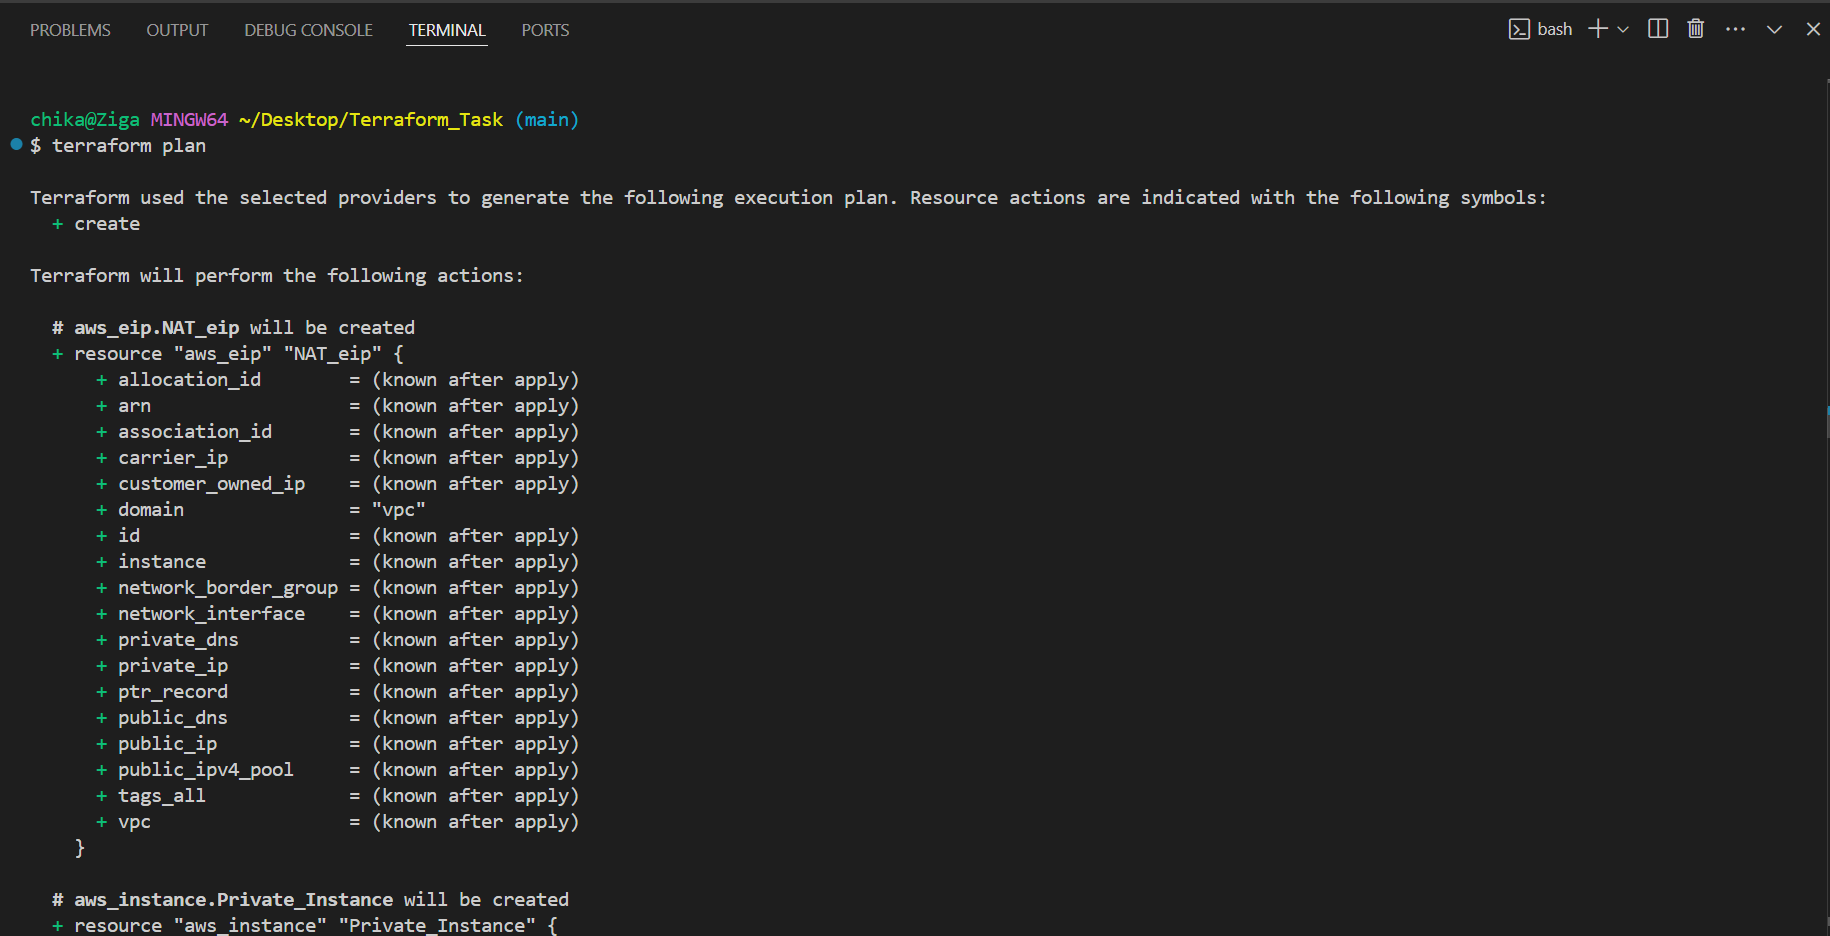 PROBLEMS OUTPUT DEBUG CONSOLE TERMINAL PORTS bash
chika@Ziga MINGW64 ~/Desktop/Terraform_Task (main)
$ terraform plan
Terraform used the selected providers to generate the following execution plan. Resource actions are indicated with the following symbols:
+ create
Terraform will perform the following actions:
# aws_eip.NAT_eip will be created
+ resource "aws_eip" "NAT_eip" {
+ allocation_id = (known after apply)
+ arn = (known after apply)
+ association_id = (known after apply)
+ carrier_ip = (known after apply)
+ customer_owned_ip = (known after apply)
+ domain = "vpc"
+ id = (known after apply)
+ instance = (known after apply)
+ network_border_group = (known after apply)
+ network_interface = (known after apply)
+ private_dns = (known after apply)
+ private_ip = (known after apply)
+ ptr_record = (known after apply)
+ public_dns = (known after apply)
+ public_ip = (known after apply)
+ public_ipv4_pool = (known after apply)
+ tags_all = (known after apply)
+ vpc = (known after apply)
}
# aws_instance.Private_Instance will be created
+ resource "aws_instance" "Private_Instance" {